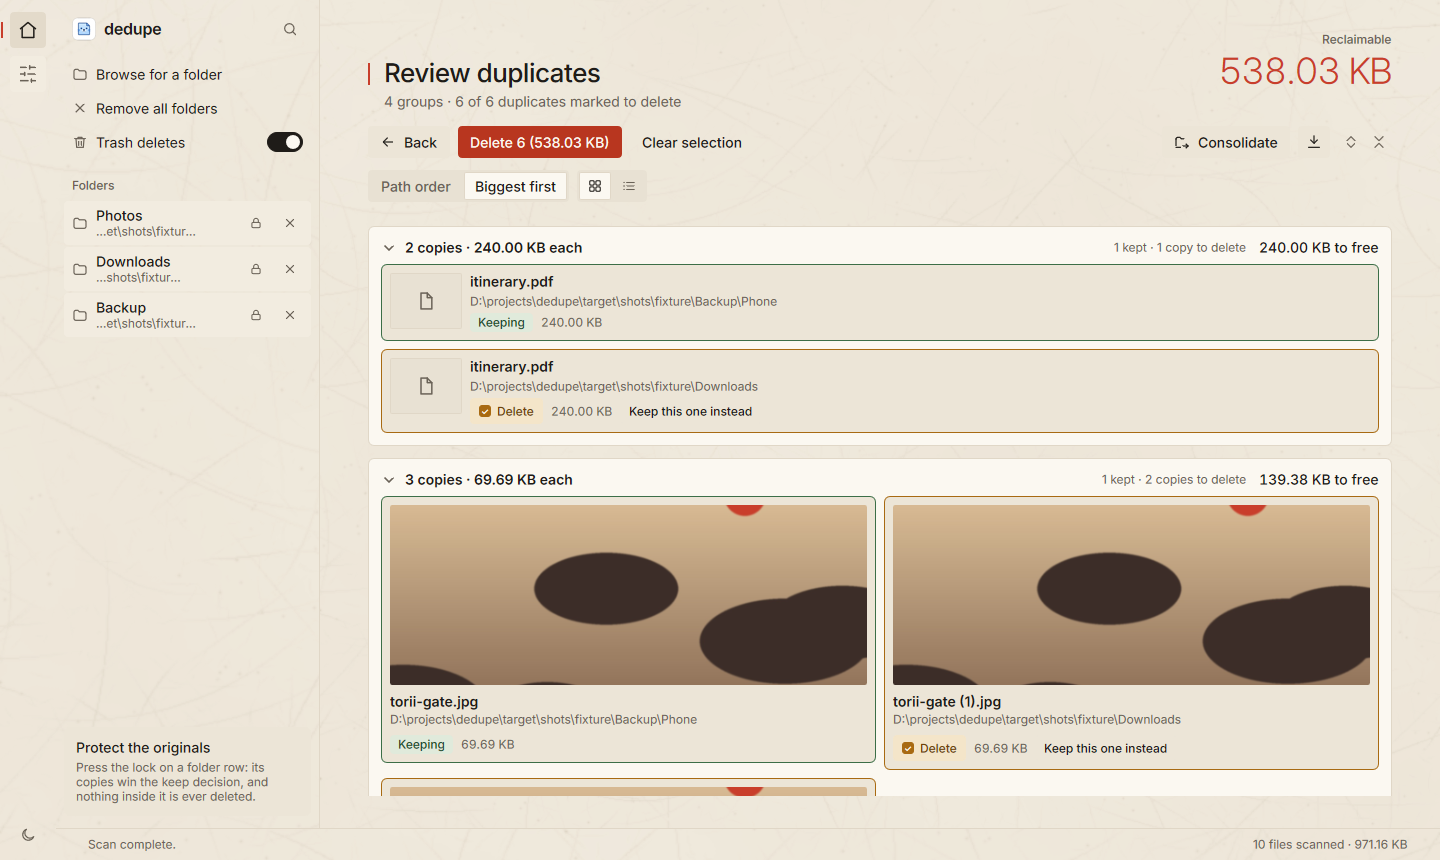 dedupe
Browse for a folder
Remove all folders
Trash deletes
Folders
Photos
...et\shots\fixtur...
Downloads
...shots\fixtur...
Backup
...et\shots\fixtur...
Protect the originals
Press the lock on a folder row: its
copies win the keep decision, and
nothing inside it is ever deleted.
Reclaimable
538.03 KB
Review duplicates
4 groups · 6 of 6 duplicates marked to delete
Back
Delete 6 (538.03 KB)
Clear selection
Consolidate
Path order
Biggest first
2 copies · 240.00 KB each
1 kept · 1 copy to delete
240.00 KB to free
itinerary.pdf
D:\projects\dedupe\target\shots\fixture\Backup\Phone
Keeping
240.00 KB
itinerary.pdf
D:\projects\dedupe\target\shots\fixture\Downloads
Delete
240.00 KB
Keep this one instead
3 copies · 69.69 KB each
1 kept · 2 copies to delete
139.38 KB to free
torii-gate.jpg
D:\projects\dedupe\target\shots\fixture\Backup\Phone
Keeping
69.69 KB
torii-gate (1).jpg
D:\projects\dedupe\target\shots\fixture\Downloads
Delete
69.69 KB
Keep this one instead
Scan complete.
10 files scanned · 971.16 KB